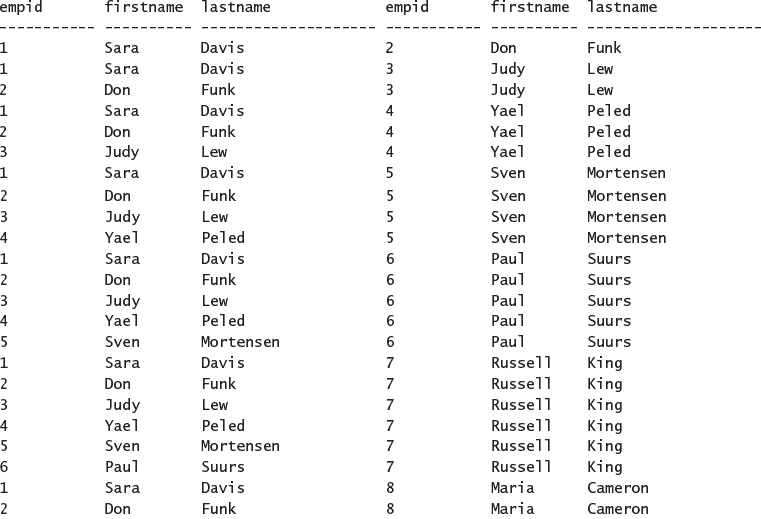 empid       firstname  lastname             empid       firstname  lastname
----------- ---------- -------------------- ----------- ---------- --------------------
1           Sara       Davis                2           Don        Funk
1           Sara       Davis                3           Judy       Lew
2           Don        Funk                 3           Judy       Lew
1           Sara       Davis                4           Yael       Peled
2           Don        Funk                 4           Yael       Peled
3           Judy       Lew                  4           Yael       Peled
1           Sara       Davis                5           Sven       Mortensen
2           Don        Funk                 5           Sven       Mortensen
3           Judy       Lew                  5           Sven       Mortensen
4           Yael       Peled                5           Sven       Mortensen
1           Sara       Davis                6           Paul       Suurs
2           Don        Funk                 6           Paul       Suurs
3           Judy       Lew                  6           Paul       Suurs
4           Yael       Peled                6           Paul       Suurs
5           Sven       Mortensen            6           Paul       Suurs
1           Sara       Davis                7           Russell    King
2           Don        Funk                 7           Russell    King
3           Judy       Lew                  7           Russell    King
4           Yael       Peled                7           Russell    King
5           Sven       Mortensen            7           Russell    King
6           Paul       Suurs                7           Russell    King
1           Sara       Davis                8           Maria      Cameron
2           Don        Funk                 8           Maria      Cameron